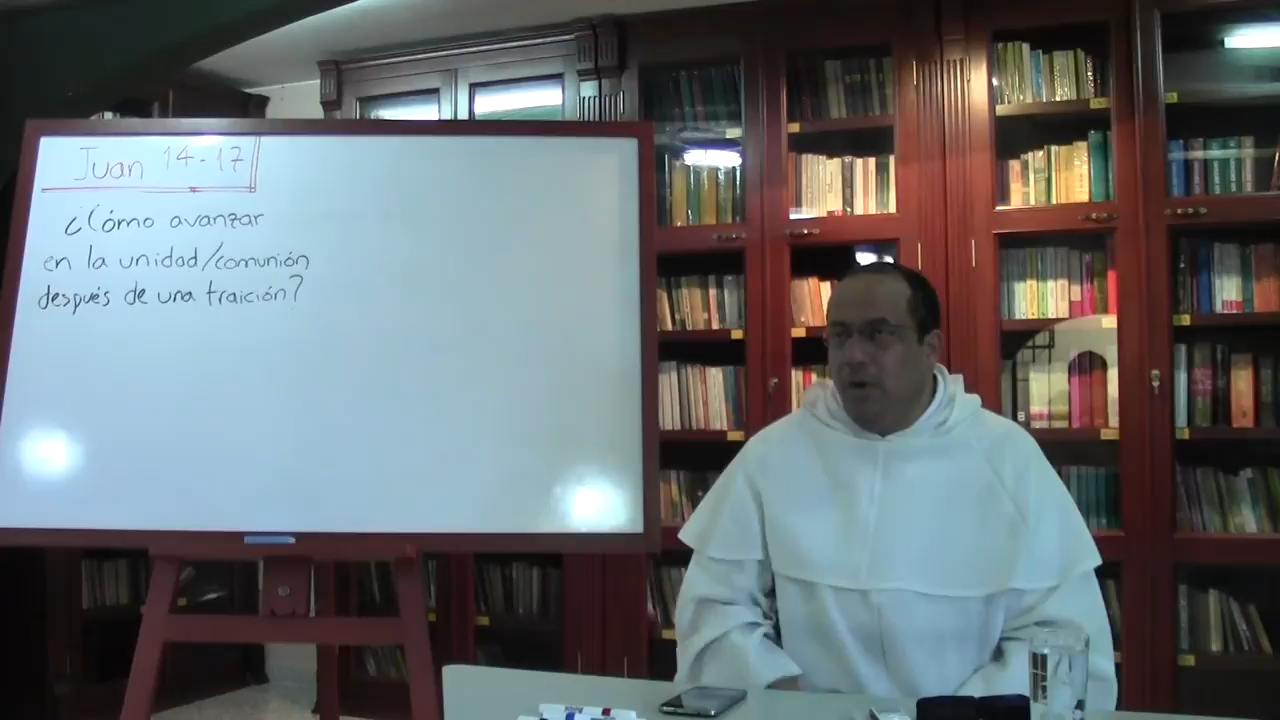 Juan 14-17
¿Cómo avanzar
en la unidad/comunión
después de una traición?